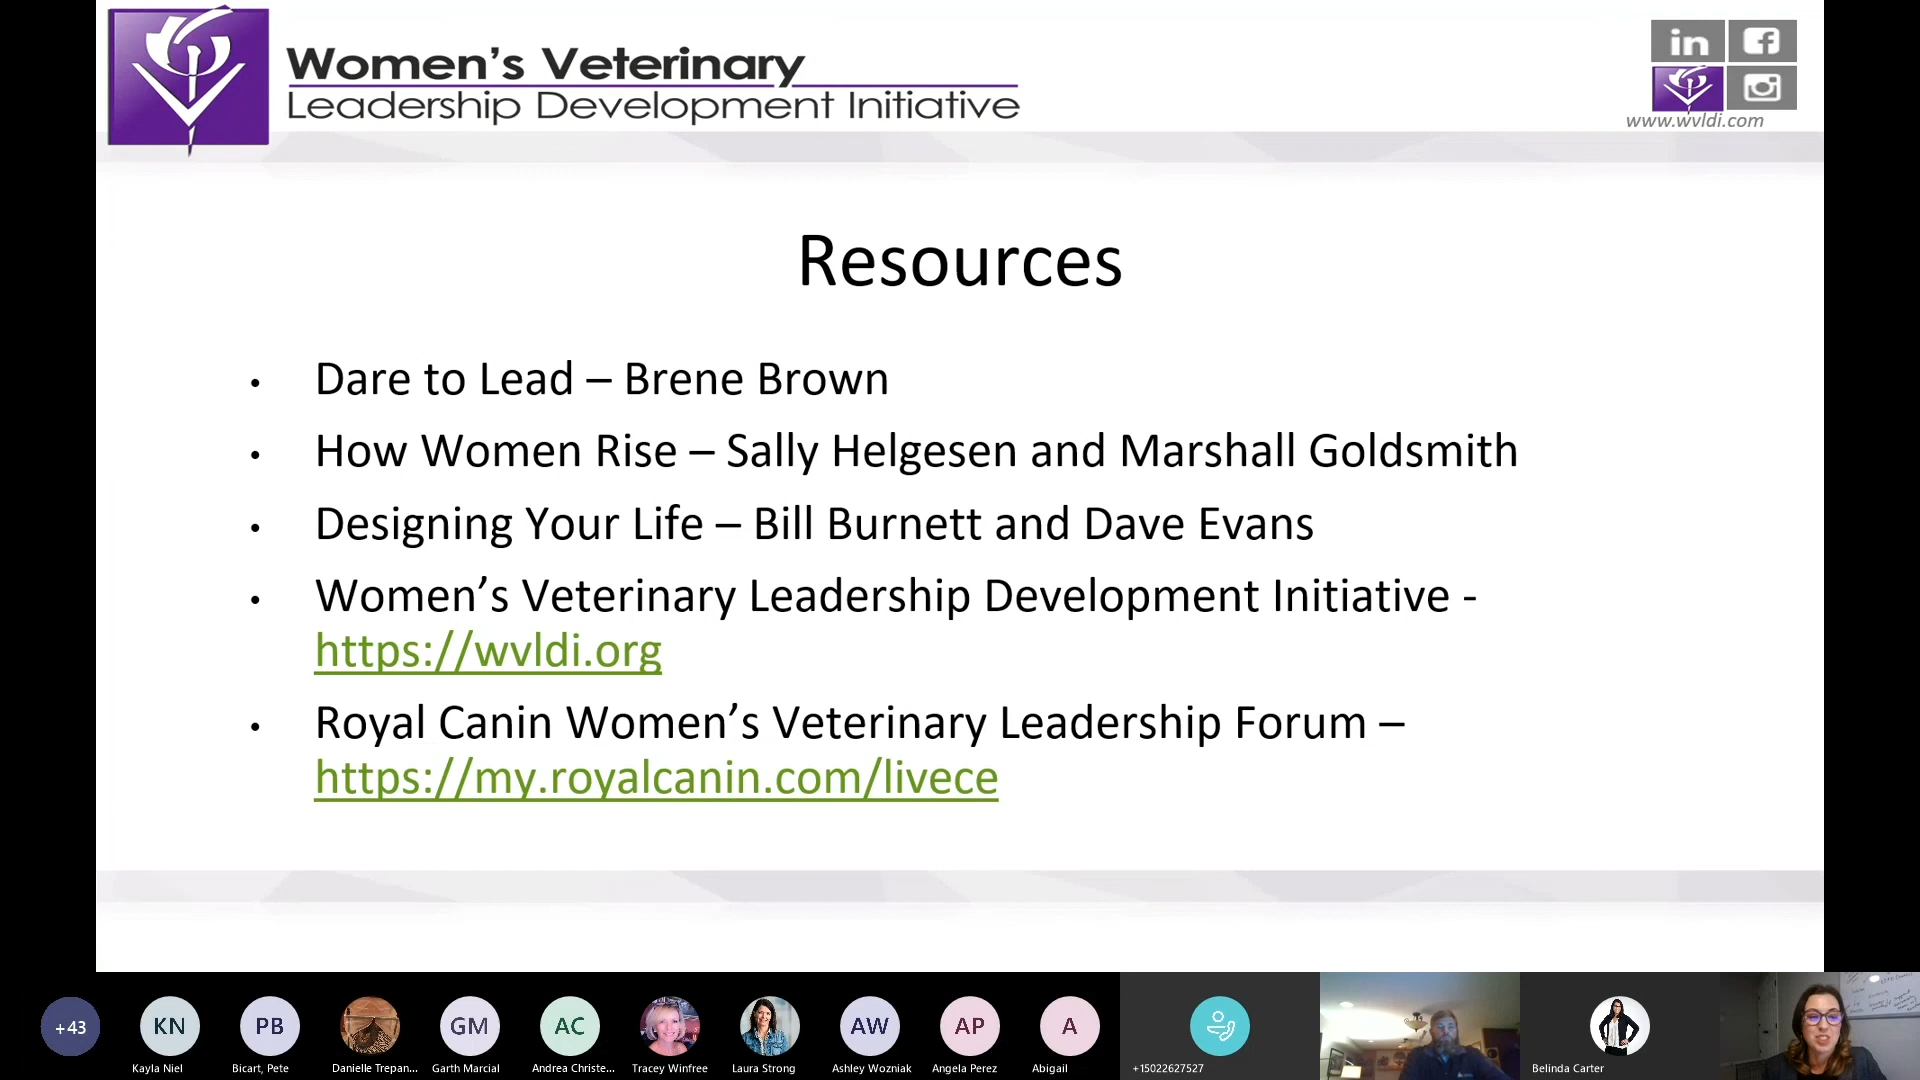 Women's Veterinary
Leadership Development Initiative
www.wvldi.com
Resources
• Dare to Lead – Brene Brown
• How Women Rise – Sally Helgesen and Marshall Goldsmith
• Designing Your Life – Bill Burnett and Dave Evans
• Women's Veterinary Leadership Development Initiative -
https://wvldi.org
• Royal Canin Women's Veterinary Leadership Forum –
https://my.royalcanin.com/livece
+43
KN
PB
GM
AC
AW
AP
A
Kayla Niel
Bicart, Pete
Danielle Trepan...
Garth Marcial
Andrea Christe...
Tracey Winfree
Laura Strong
Ashley Wozniak
Angela Perez
Abigail
+15022627527
Belinda Carter